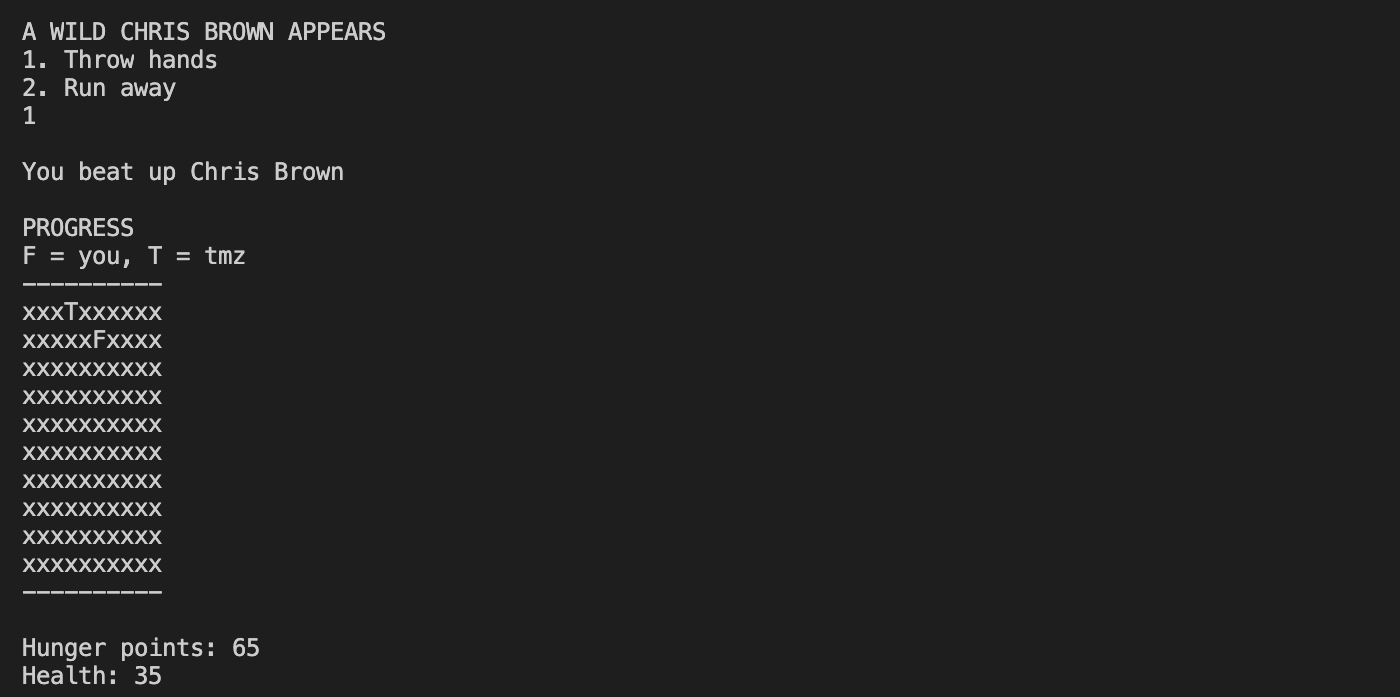 A WILD CHRIS BROWN APPEARS
1. Throw hands
2. Run away
1
You beat up Chris Brown
PROGRESS
F = you, T = tmz
----------
xxxTxxxxxx
xxxxxFxxxx
xxxxxxxxxx
xxxxxxxxxx
xxxxxxxxxx
xxxxxxxxxx
xxxxxxxxxx
xxxxxxxxxx
xxxxxxxxxx
xxxxxxxxxx
----------
Hunger points: 65
Health: 35